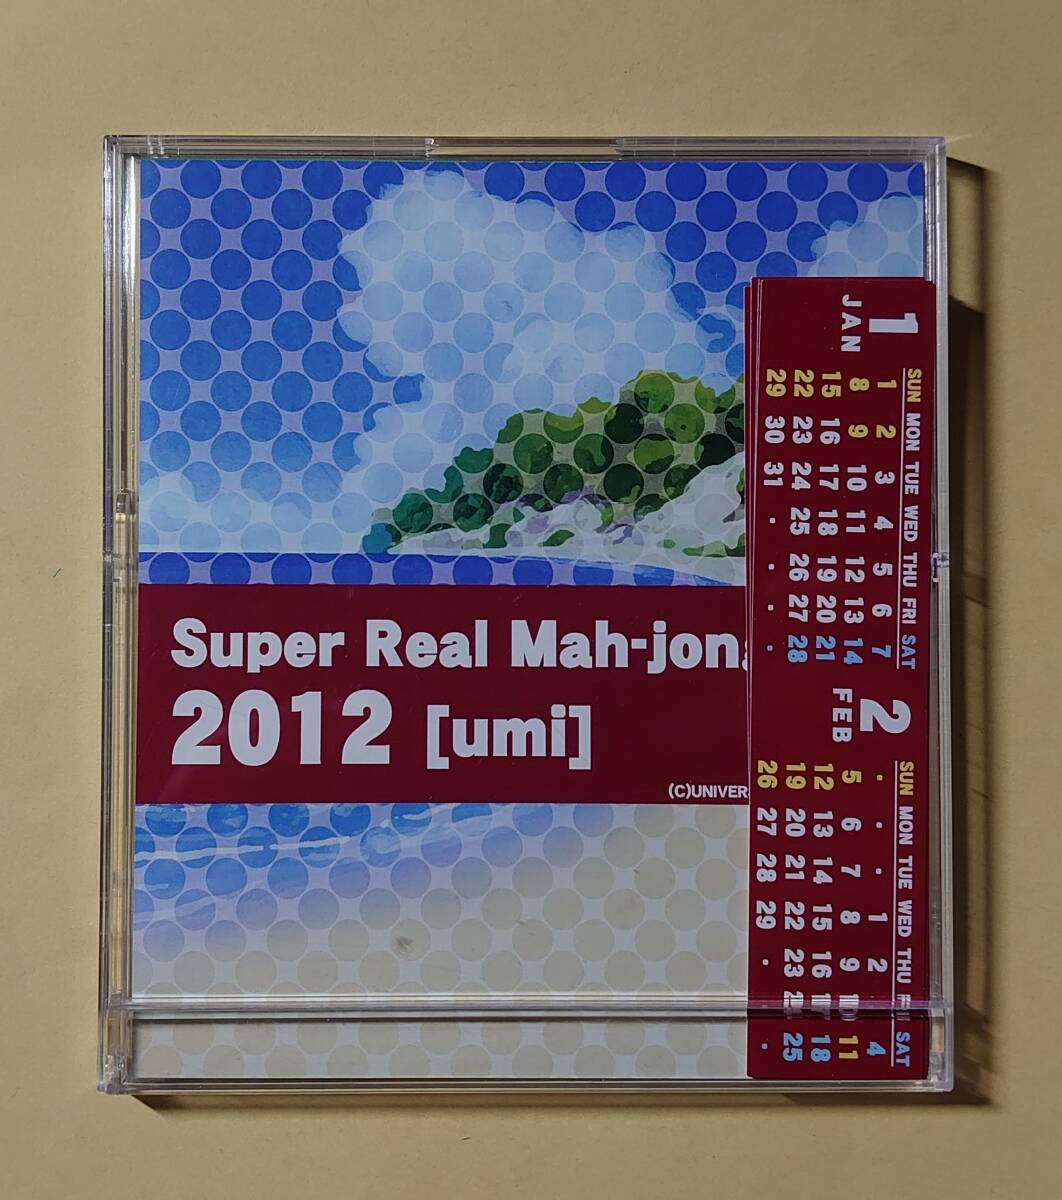 Super Real Mah-jong
2012 [umi]
(C)UNIVER
1
JAN
SUN MON TUE WED THU FRI SAT
1 2 3 4 5 6 7
8 9 10 11 12 13 14
15 16 17 18 19 20 21
22 23 24 25 26 27 28
29 30 31 . . . .
2
FEB
SUN MON TUE WED THU FRI SAT
. . . 1 2 4
5 6 7 8 9 10 11
12 13 14 15 16 17 18
19 20 21 22 23 24 25
26 27 28 29 . .